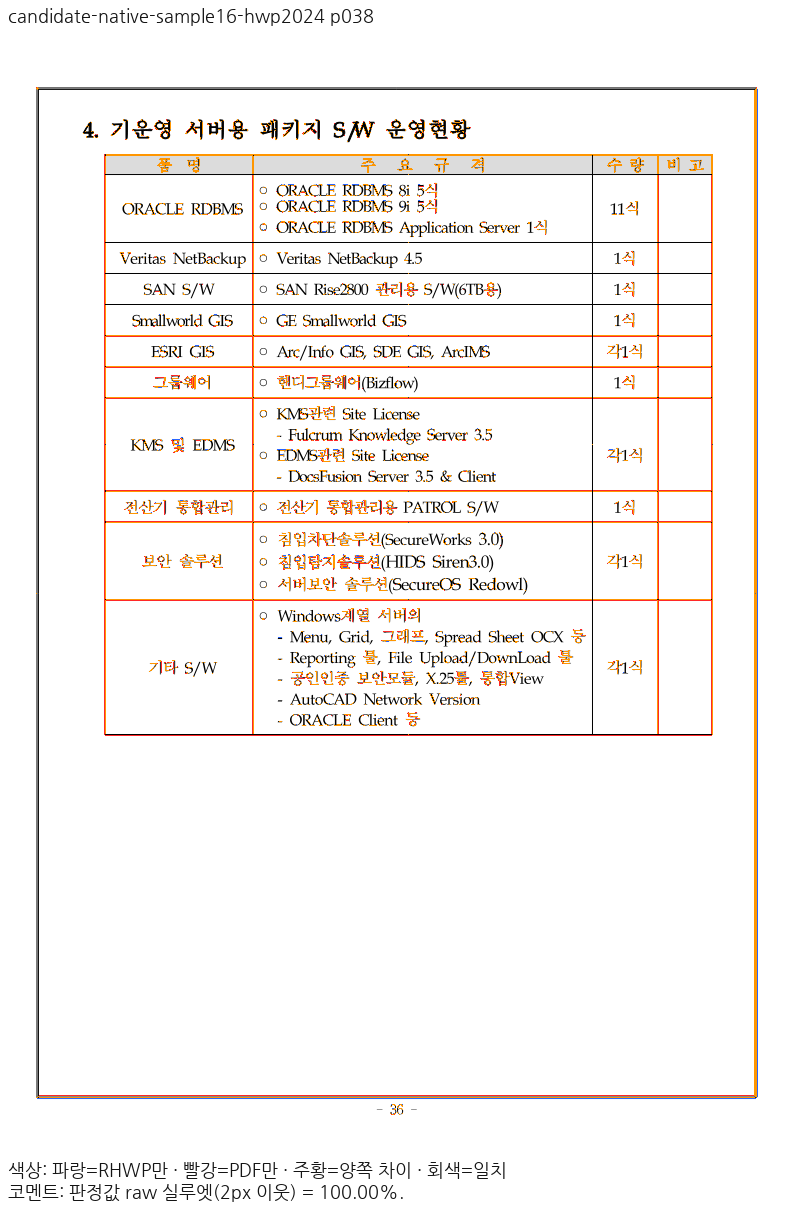 candidate-native-sample16-hwp2024 p038
4. 기운영 서버용 패키지 S/W 운영현황
품 명 주 요 규 격 수 량 비 고
ORACLE RDBMS
○ ORACLE RDBMS 8i 5식
○ ORACLE RDBMS 9i 5식
○ ORACLE RDBMS Application Server 1식
11식
Veritas NetBackup ○ Veritas NetBackup 4.5 1식
SAN S/W ○ SAN Rise2800 관리용 S/W(6TB용) 1식
Smallworld GIS ○ GE Smallworld GIS 1식
ESRI GIS ○ Arc/Info GIS, SDE GIS, ArcIMS 각1식
그룹웨어 ○ 핸디그룹웨어(Bizflow) 1식
KMS 및 EDMS
○ KMS관련 Site License
- Fulcrum Knowledge Server 3.5
○ EDMS관련 Site License
- DocsFusion Server 3.5 & Client
각1식
전산기 통합관리 ○ 전산기 통합관리용 PATROL S/W 1식
보안 솔루션
○ 침입차단솔루션(SecureWorks 3.0)
○ 침입탐지솔루션(HIDS Siren3.0)
○ 서버보안 솔루션(SecureOS Redowl)
각1식
기타 S/W
○ Windows계열 서버의
- Menu, Grid, 그래프, Spread Sheet OCX 등
- Reporting 툴, File Upload/DownLoad 툴
- 공인인증 보안모듈, X.25툴, 통합View
- AutoCAD Network Version
- ORACLE Client 등
각1식
- 36 -
색상: 파랑=RHWP만 · 빨강=PDF만 · 주황=양쪽 차이 · 회색=일치
코멘트: 판정값 raw 실루엣(2px 이웃) = 100.00%.